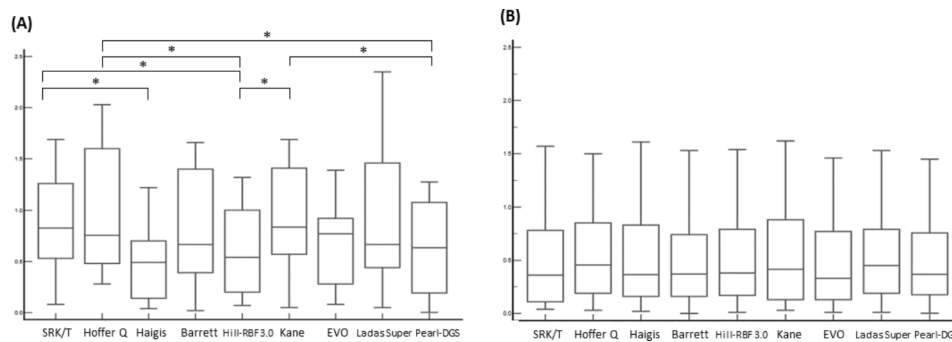 (A)
* * * * * *
2.5
2.0
1.5
1.0
0.5
0.0
SRK/T Hoffer Q Haigis Barrett Hill-RBF 3.0 Kane EVO Ladas Super Pearl-DGS
(B)
2.5
2.0
1.5
1.0
0.5
0.0
SRK/T Hoffer Q Haigis Barrett Hill-RBF 3.0 Kane EVO Ladas Super Pearl-DG